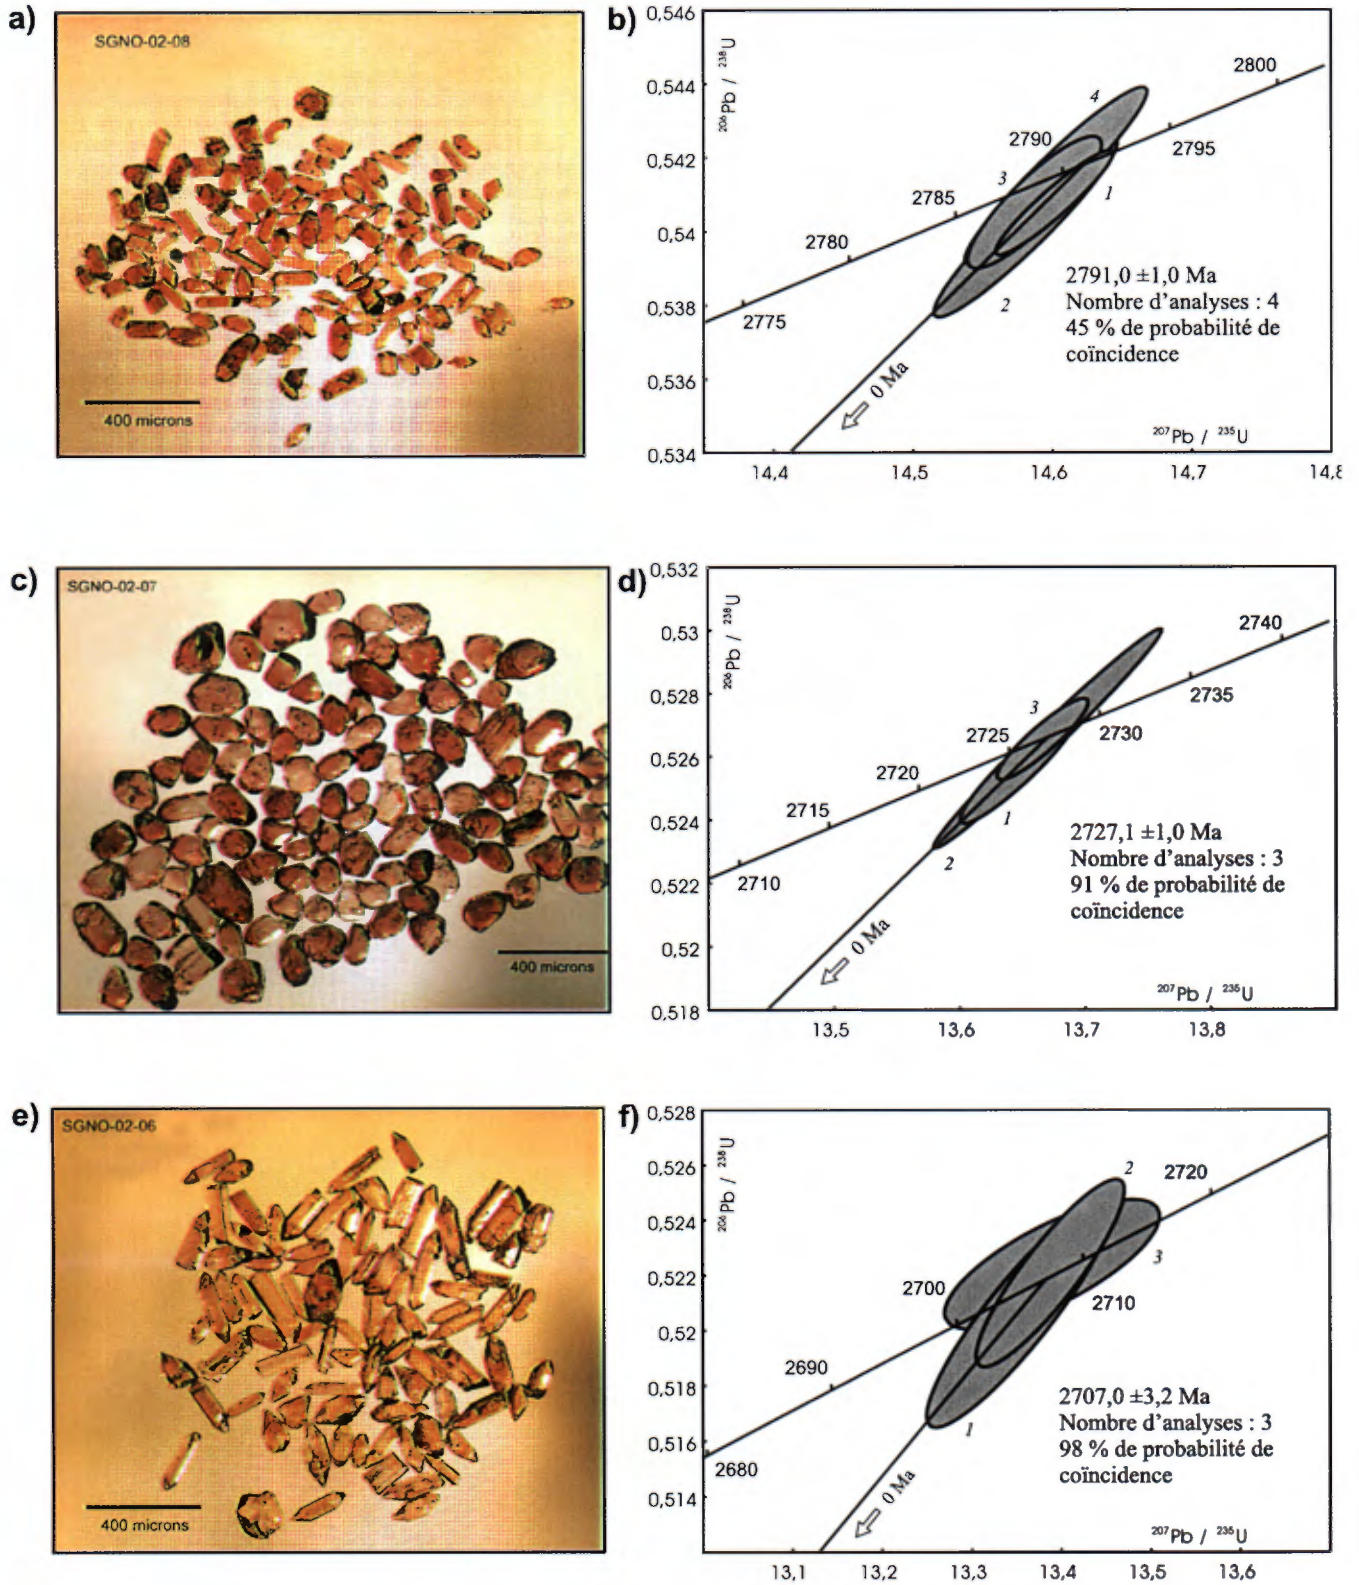 a)
SGNO-02-08
400 microns
b)
0,546
0,544
0,542
0,54
0,538
0,536
0,534
206Pb / 238U
2800
2795
2790
2785
2780
2775
4
3
1
2
2791,0 ±1,0 Ma
Nombre d'analyses : 4
45 % de probabilité de
coïncidence
0 Ma
207Pb / 235U
14,4
14,5
14,6
14,7
c)
SGNO-02-07
400 microns
d)
0,532
0,53
0,528
0,526
0,524
0,522
0,52
0,518
206Pb / 238U
2740
2735
2730
2725
2720
2715
2710
3
1
2
2727,1 ±1,0 Ma
Nombre d'analyses : 3
91 % de probabilité de
coïncidence
0 Ma
207Pb / 235U
13,5
13,6
13,7
13,8
e)
SGNO-02-06
400 microns
f)
0,528
0,526
0,524
0,522
0,52
0,518
0,516
0,514
206Pb / 238U
2720
2710
2700
2690
2680
2
3
1
2707,0 ±3,2 Ma
Nombre d'analyses : 3
98 % de probabilité de
coïncidence
0 Ma
207Pb / 235U
13,1
13,2
13,3
13,4
13,5
13,6